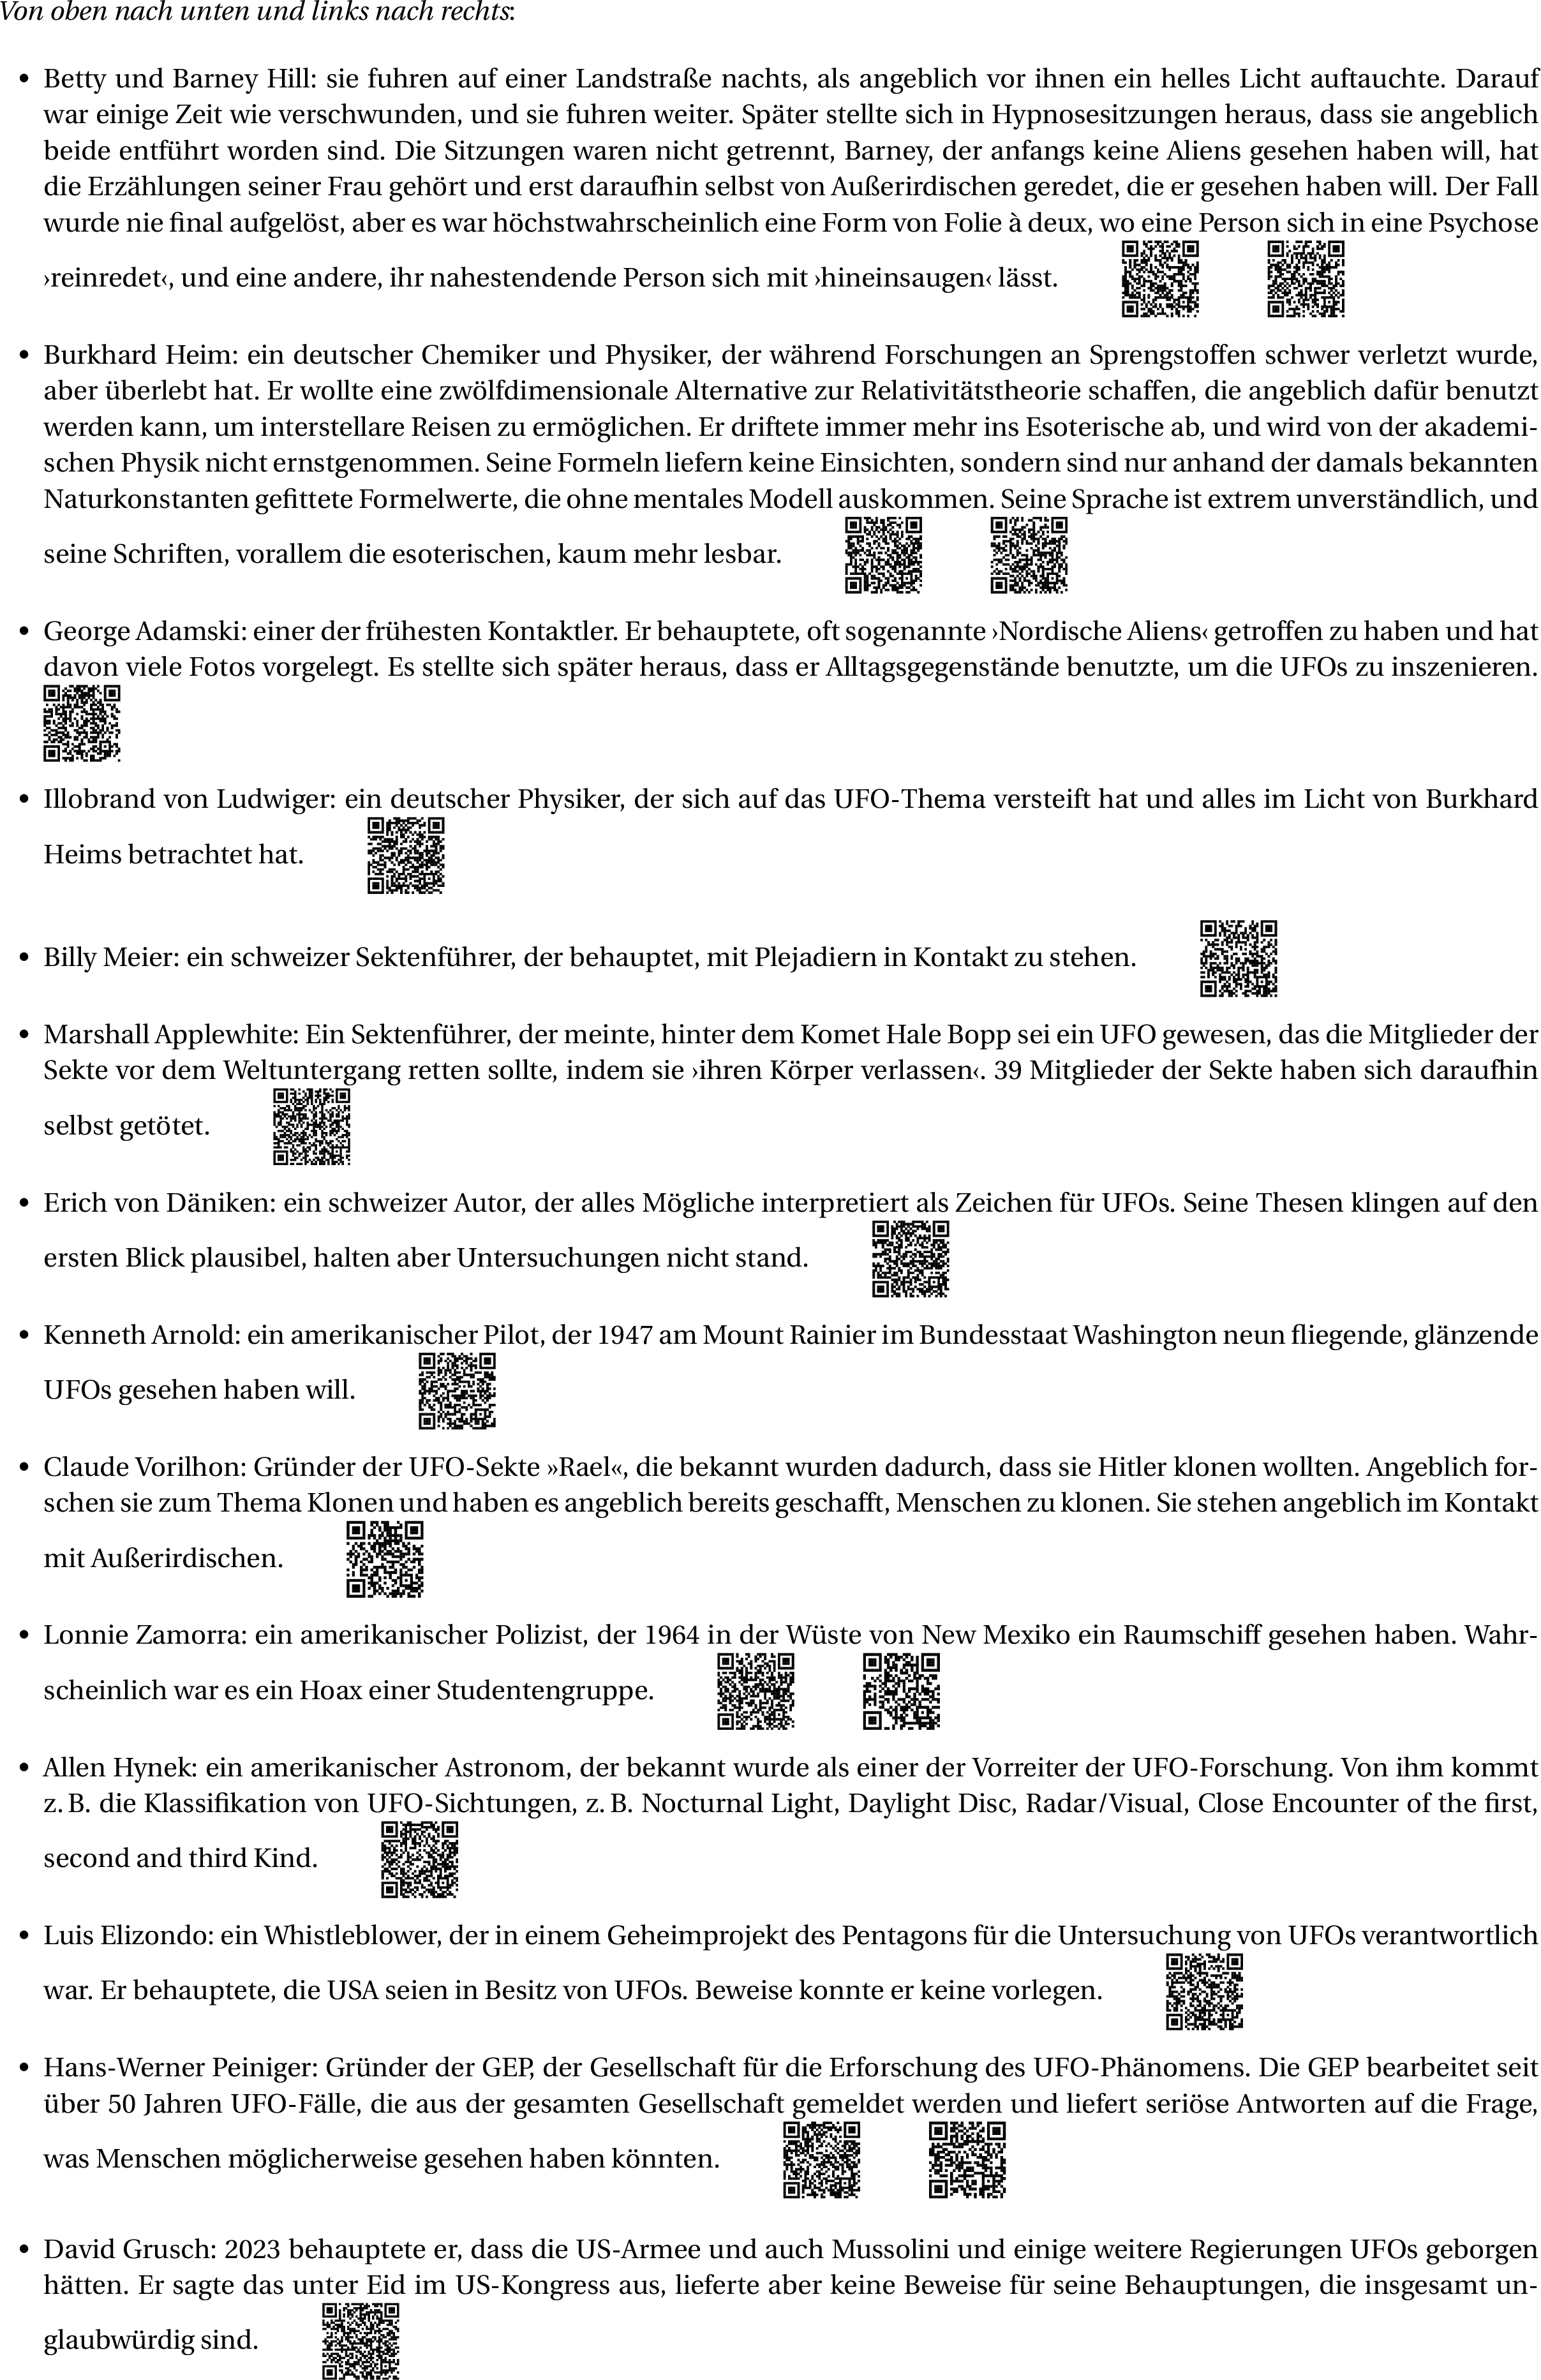 Von oben nach unten und links nach rechts:
• Betty und Barney Hill: sie fuhren auf einer Landstraße nachts, als angeblich vor ihnen ein helles Licht auftauchte. Darauf
war einige Zeit wie verschwunden, und sie fuhren weiter. Später stellte sich in Hypnosesitzungen heraus, dass sie angeblich
beide entführt worden sind. Die Sitzungen waren nicht getrennt, Barney, der anfangs keine Aliens gesehen haben will, hat
die Erzählungen seiner Frau gehört und erst daraufhin selbst von Außerirdischen geredet, die er gesehen haben will. Der Fall
wurde nie final aufgelöst, aber es war höchstwahrscheinlich eine Form von Folie à deux, wo eine Person sich in eine Psychose
›reinredet‹, und eine andere, ihr nahestendende Person sich mit ›hineinsaugen‹ lässt.
• Burkhard Heim: ein deutscher Chemiker und Physiker, der während Forschungen an Sprengstoffen schwer verletzt wurde,
aber überlebt hat. Er wollte eine zwölfdimensionale Alternative zur Relativitätstheorie schaffen, die angeblich dafür benutzt
werden kann, um interstellare Reisen zu ermöglichen. Er driftete immer mehr ins Esoterische ab, und wird von der akademi-
schen Physik nicht ernstgenommen. Seine Formeln liefern keine Einsichten, sondern sind nur anhand der damals bekannten
Naturkonstanten gefittete Formelwerte, die ohne mentales Modell auskommen. Seine Sprache ist extrem unverständlich, und
seine Schriften, vorallem die esoterischen, kaum mehr lesbar.
• George Adamski: einer der frühesten Kontaktler. Er behauptete, oft sogenannte ›Nordische Aliens‹ getroffen zu haben und hat
davon viele Fotos vorgelegt. Es stellte sich später heraus, dass er Alltagsgegenstände benutzte, um die UFOs zu inszenieren.
• Illobrand von Ludwiger: ein deutscher Physiker, der sich auf das UFO-Thema versteift hat und alles im Licht von Burkhard
Heims betrachtet hat.
• Billy Meier: ein schweizer Sektenführer, der behauptet, mit Plejadiern in Kontakt zu stehen.
• Marshall Applewhite: Ein Sektenführer, der meinte, hinter dem Komet Hale Bopp sei ein UFO gewesen, das die Mitglieder der
Sekte vor dem Weltuntergang retten sollte, indem sie ›ihren Körper verlassen‹. 39 Mitglieder der Sekte haben sich daraufhin
selbst getötet.
• Erich von Däniken: ein schweizer Autor, der alles Mögliche interpretiert als Zeichen für UFOs. Seine Thesen klingen auf den
ersten Blick plausibel, halten aber Untersuchungen nicht stand.
• Kenneth Arnold: ein amerikanischer Pilot, der 1947 am Mount Rainier im Bundesstaat Washington neun fliegende, glänzende
UFOs gesehen haben will.
• Claude Vorilhon: Gründer der UFO-Sekte »Rael«, die bekannt wurden dadurch, dass sie Hitler klonen wollten. Angeblich for-
schen sie zum Thema Klonen und haben es angeblich bereits geschafft, Menschen zu klonen. Sie stehen angeblich im Kontakt
mit Außerirdischen.
• Lonnie Zamorra: ein amerikanischer Polizist, der 1964 in der Wüste von New Mexiko ein Raumschiff gesehen haben. Wahr-
scheinlich war es ein Hoax einer Studentengruppe.
• Allen Hynek: ein amerikanischer Astronom, der bekannt wurde als einer der Vorreiter der UFO-Forschung. Von ihm kommt
z. B. die Klassifikation von UFO-Sichtungen, z. B. Nocturnal Light, Daylight Disc, Radar/Visual, Close Encounter of the first,
second and third Kind.
• Luis Elizondo: ein Whistleblower, der in einem Geheimprojekt des Pentagons für die Untersuchung von UFOs verantwortlich
war. Er behauptete, die USA seien in Besitz von UFOs. Beweise konnte er keine vorlegen.
• Hans-Werner Peiniger: Gründer der GEP, der Gesellschaft für die Erforschung des UFO-Phänomens. Die GEP bearbeitet seit
über 50 Jahren UFO-Fälle, die aus der gesamten Gesellschaft gemeldet werden und liefert seriöse Antworten auf die Frage,
was Menschen möglicherweise gesehen haben könnten.
• David Grusch: 2023 behauptete er, dass die US-Armee und auch Mussolini und einige weitere Regierungen UFOs geborgen
hätten. Er sagte das unter Eid im US-Kongress aus, lieferte aber keine Beweise für seine Behauptungen, die insgesamt un-
glaubwürdig sind.